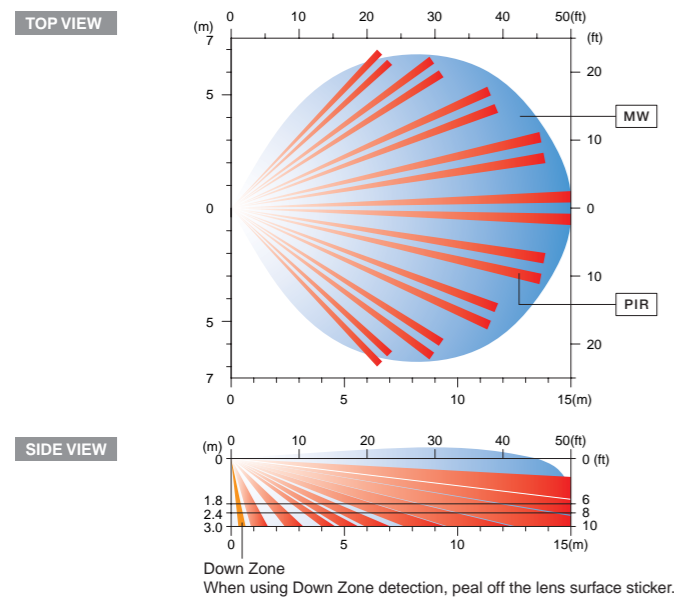 TOP VIEW
0 10 20 30 40 50(ft)
(m) (ft)
7
20
5
MW
10
0 0
10
PIR
5
20
7
0 5 10 15(m)
SIDE VIEW
(m) 0 10 20 30 40 50(ft)
0 0 (ft)
1.8 6
2.4 8
3.0 10
0 5 10 15(m)
Down Zone
When using Down Zone detection, peal off the lens surface sticker.